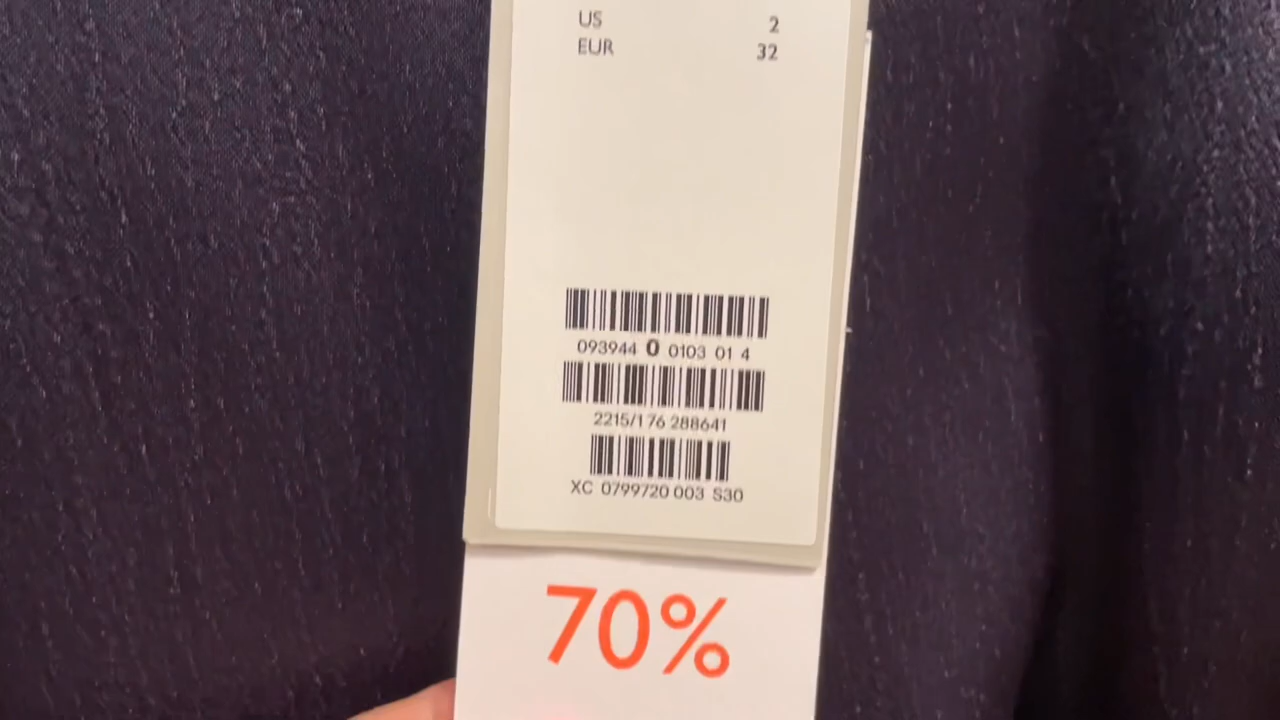 US 2
EUR 32
093944 0 0103 01 4
2215/176 288641
XC 0799720 003 S30
70%